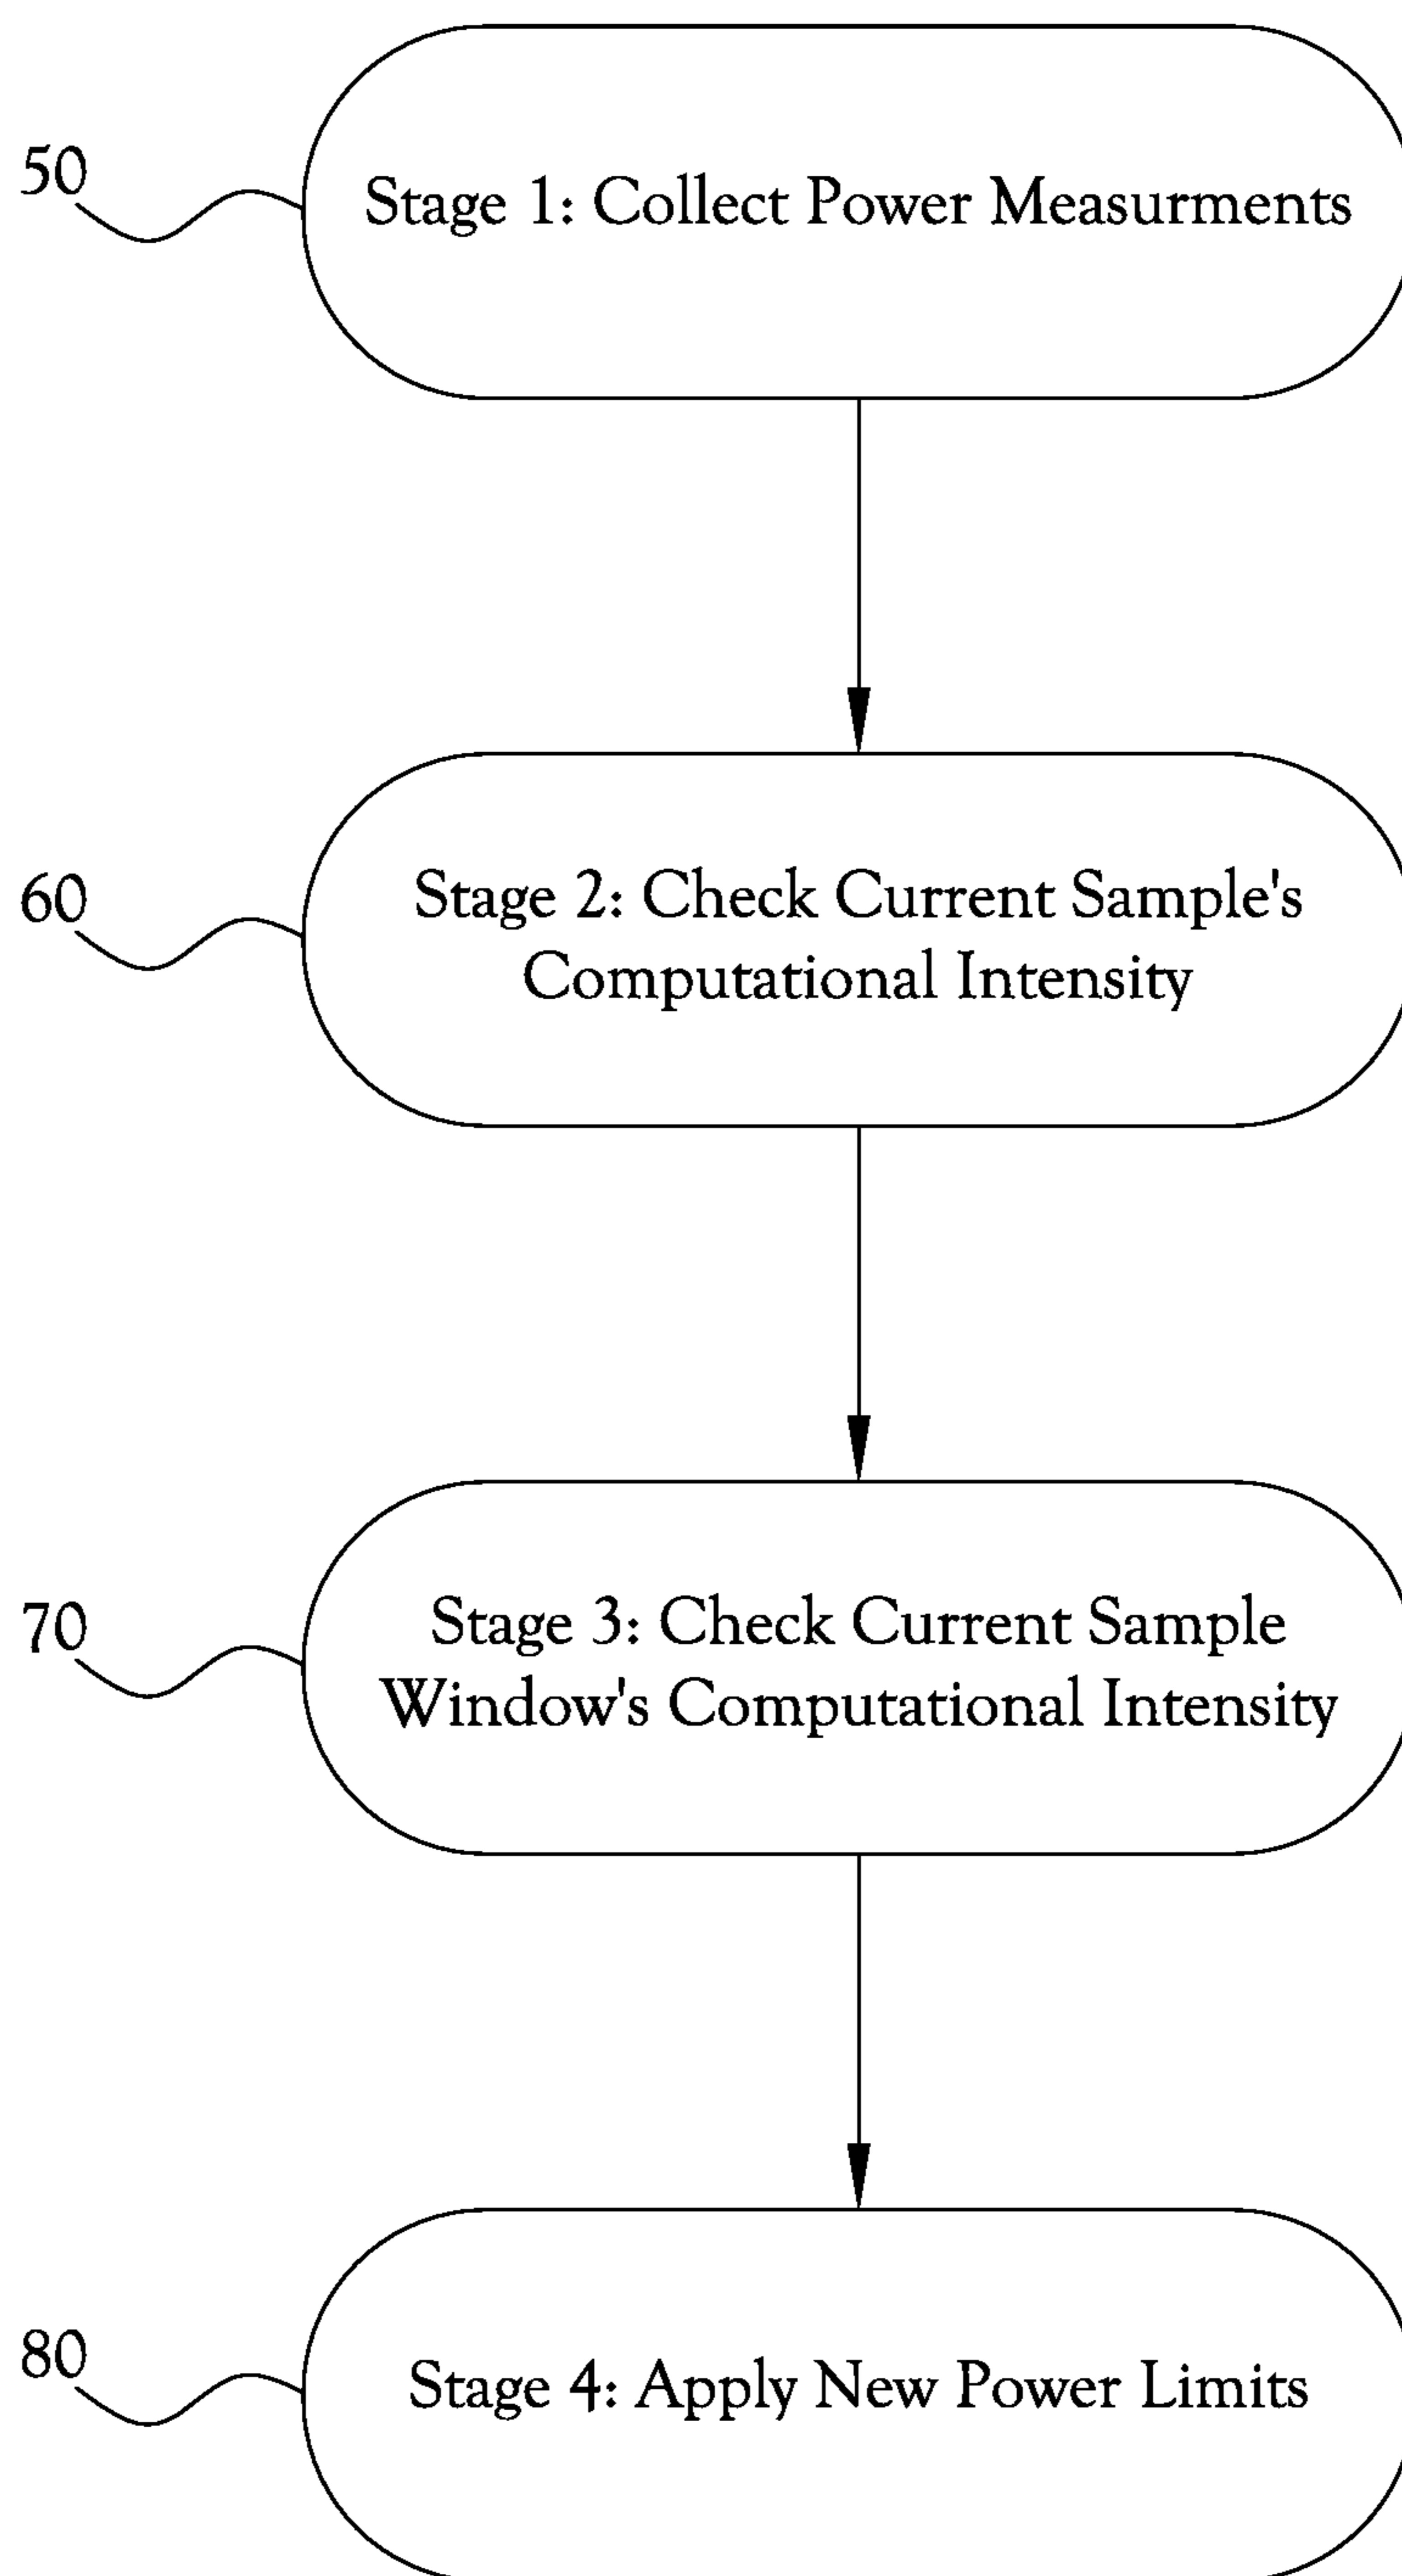 50
Stage 1: Collect Power Measurments
60
Stage 2: Check Current Sample's
Computational Intensity
70
Stage 3: Check Current Sample
Window's Computational Intensity
80
Stage 4: Apply New Power Limits